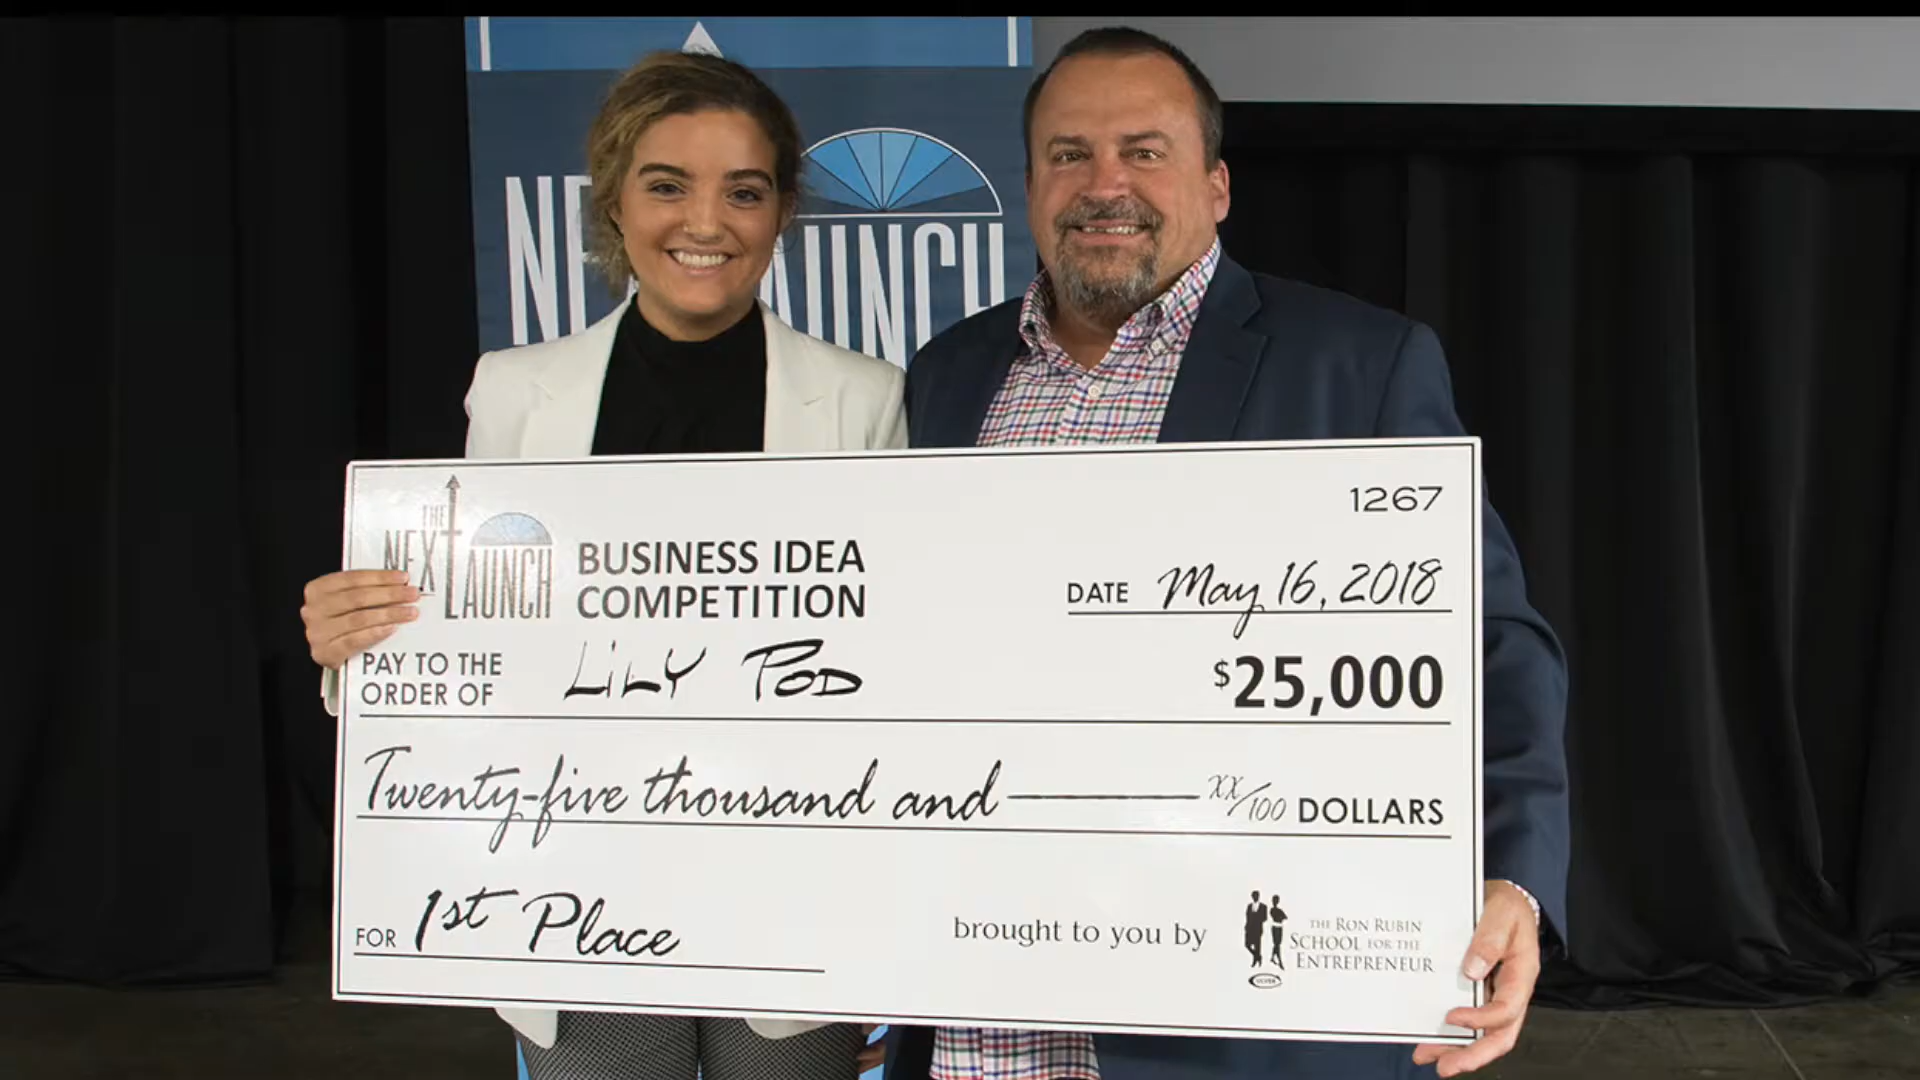 NE
LAUNCH
1267
THE
NEXT LAUNCH
BUSINESS IDEA
COMPETITION
DATE May 16, 2018
PAY TO THE
ORDER OF LiLY POD
$25,000
Twenty-five thousand and xx/100 DOLLARS
FOR 1st Place
brought to you by
THE RON RUBIN
SCHOOL FOR THE
ENTREPRENEUR